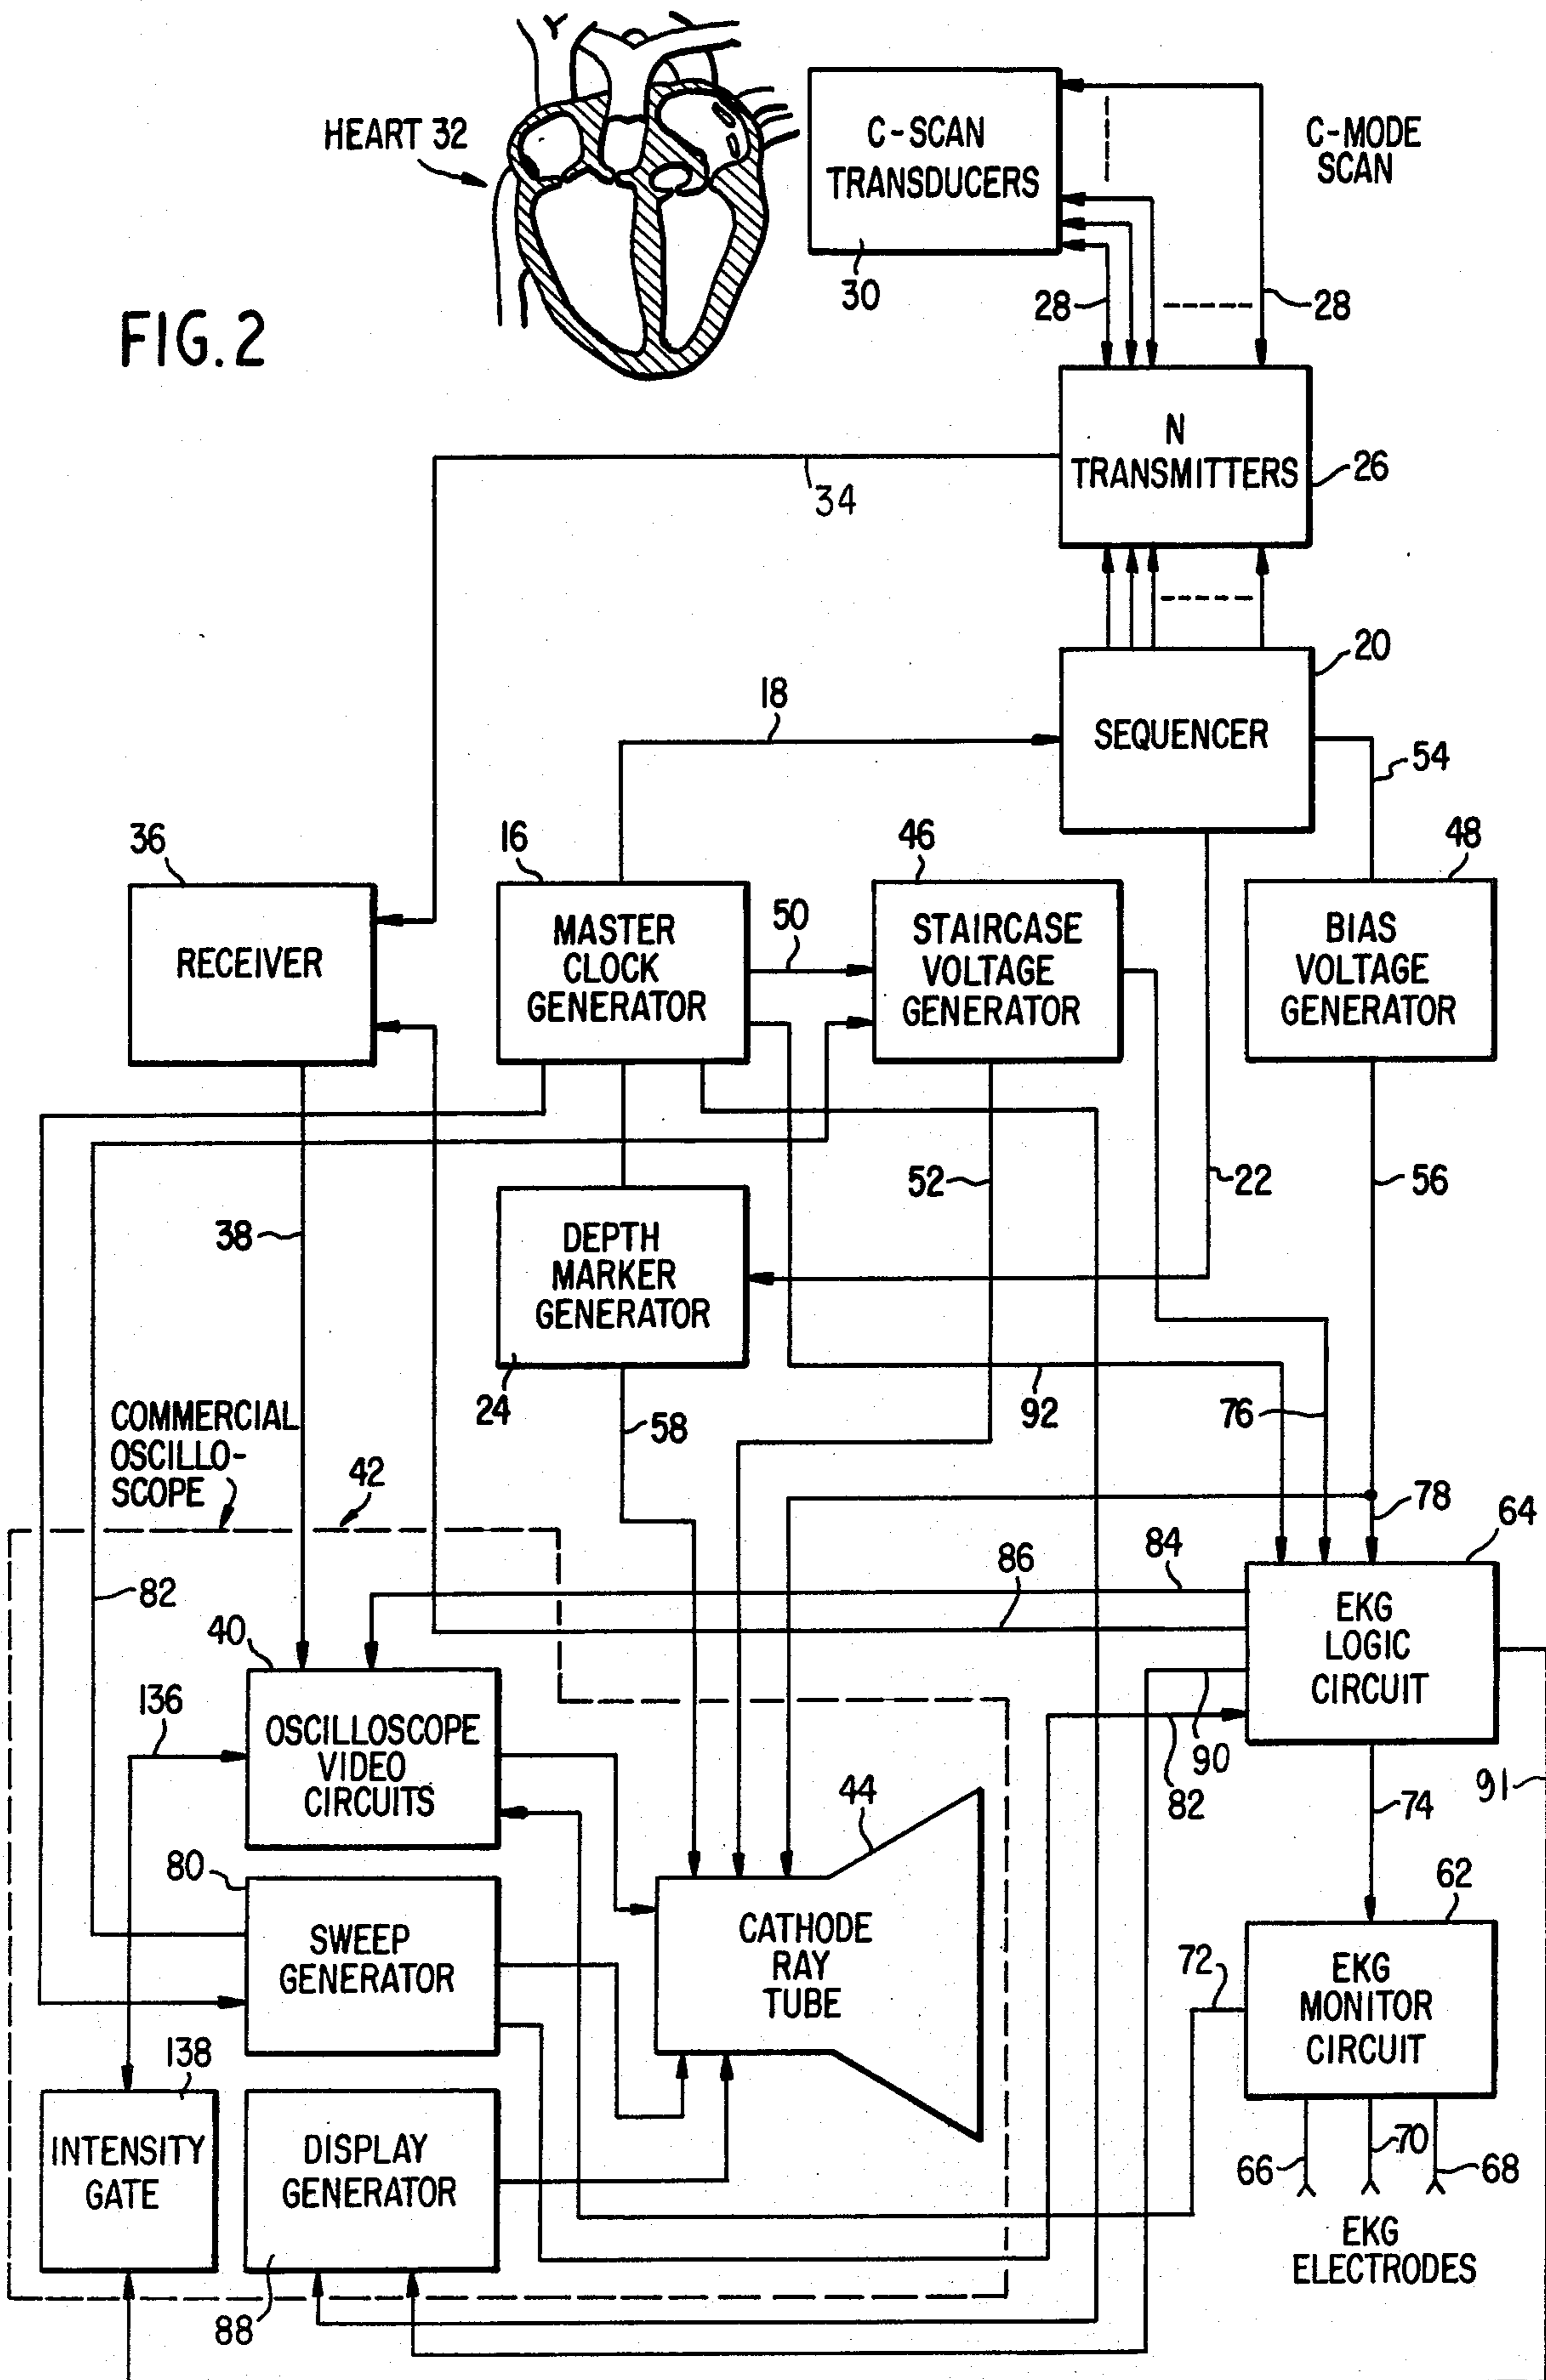 HEART 32
C-SCAN
TRANSDUCERS
30
C-MODE
SCAN
28
28
FIG. 2
N
TRANSMITTERS
26
34
20
SEQUENCER
18
54
36
RECEIVER
16
MASTER
CLOCK
GENERATOR
50
46
STAIRCASE
VOLTAGE
GENERATOR
48
BIAS
VOLTAGE
GENERATOR
38
52
22
56
DEPTH
MARKER
GENERATOR
24
58
92
76
COMMERCIAL
OSCILLO-
SCOPE
42
78
64
82
86
84
EKG
LOGIC
CIRCUIT
40
OSCILLOSCOPE
VIDEO
CIRCUITS
136
90
82
91
44
74
80
SWEEP
GENERATOR
CATHODE
RAY
TUBE
62
72
EKG
MONITOR
CIRCUIT
138
INTENSITY
GATE
DISPLAY
GENERATOR
88
66
70
68
EKG
ELECTRODES